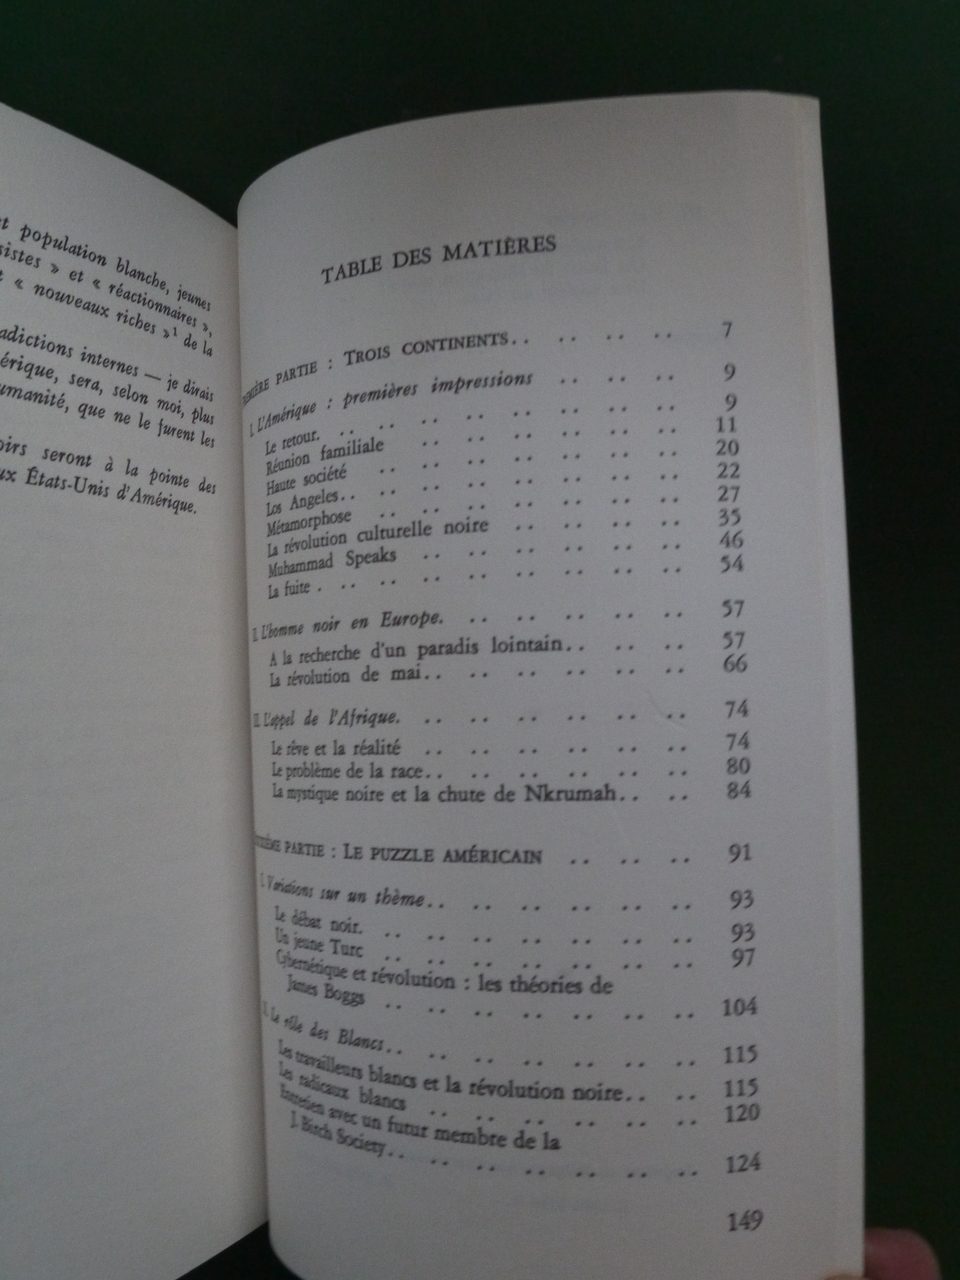 et population blanche, jeunes
sistes » et « réactionnaires »,
« nouveaux riches »¹ de la
adictions internes — je dirais
érique, sera, selon moi, plus
umanité, que ne le furent les
oirs seront à la pointe des
ux États-Unis d'Amérique.
TABLE DES MATIÈRES
EMIÈRE PARTIE : TROIS CONTINENTS.. .. .. .. 7
I. L'Amérique : premières impressions .. .. .. 9
Le retour. .. .. .. .. .. .. .. 9
Réunion familiale .. .. .. .. .. .. 11
Haute société .. .. .. .. .. .. .. 20
Los Angeles.. .. .. .. .. .. .. .. 22
Métamorphose .. .. .. .. .. .. .. 27
La révolution culturelle noire .. .. .. .. 35
Muhammad Speaks .. .. .. .. .. .. 46
La fuite . .. .. .. .. .. .. .. .. 54
II. L'homme noir en Europe. .. .. .. .. .. 57
A la recherche d'un paradis lointain.. .. .. 57
La révolution de mai.. .. .. .. .. .. 66
II. L'appel de l'Afrique. .. .. .. .. .. .. 74
Le rêve et la réalité .. .. .. .. .. .. 74
Le problème de la race.. .. .. .. .. .. 80
La mystique noire et la chute de Nkrumah.. .. 84
XIÈME PARTIE : LE PUZZLE AMÉRICAIN .. .. .. 91
I. Variations sur un thème.. .. .. .. .. .. 93
Le débat noir. .. .. .. .. .. .. .. 93
Un jeune Turc .. .. .. .. .. .. .. 97
Cybernétique et révolution : les théories de
James Boggs .. .. .. .. .. .. .. 104
I. Le rôle des Blancs.. .. .. .. .. .. .. 115
Les travailleurs blancs et la révolution noire.. .. 115
Les radicaux blancs .. .. .. .. .. .. 120
Entretien avec un futur membre de la
J. Birch Society.. .. .. .. .. .. .. 124
149